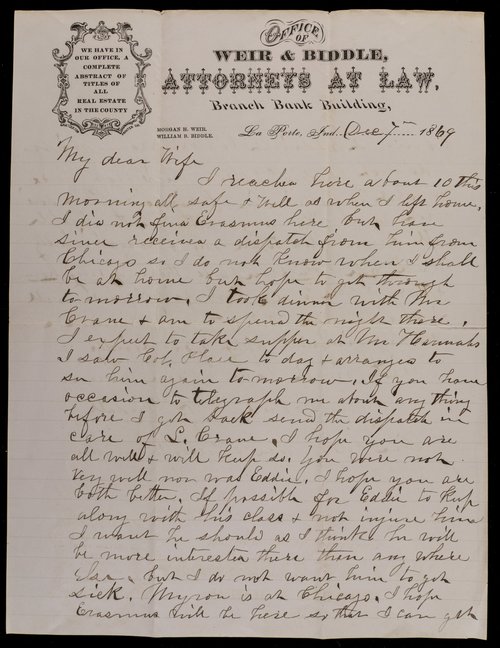 WE HAVE IN
OUR OFFICE, A
COMPLETE
ABSTRACT OF
TITLES OF
ALL
REAL ESTATE
IN THE COUNTY
OFFICE
OF
WEIR & BIDDLE,
ATTORNEYS AT LAW,
Branch Bank Building,
MORGAN H. WEIR.
WILLIAM B. BIDDLE.
La Porte, Ind. Dec 7 1869
My dear Wife
I reached here about 10 this
morning all safe & well as when I left home.
I did not find Erasmus here but have
since received a dispatch from him from
Chicago so I do not know when I shall
be at home but hope to get through
to-morrow. I took dinner with Mr
Crane & am to spend the night there.
I expect to take supper at Mr Hannahs
I saw Col. Place to day & arranged to
see him again to-morrow. If you have
occasion to telegraph me about any thing
before I get back send the dispatch in
care of L. Crane. I hope you are
all well & will keep so. You were not
very well nor was Eddie. I hope you are
both better. If possible for Eddie to keep
along with his class & not injure him
I want he should as I think he will
be more interested there than any where
else. but I do not want him to get
sick. Myron is at Chicago. I hope
Erasmus will be here so that I can get